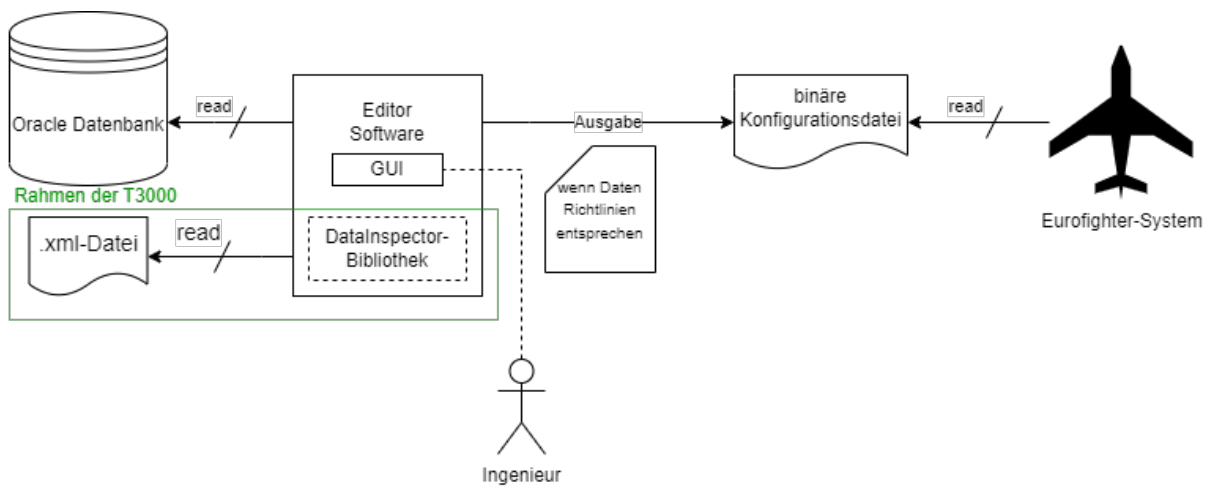 Oracle Datenbank
read
Editor
Software
GUI
Ausgabe
binäre
Konfigurationsdatei
read
wenn Daten
Richtlinien
entsprechen
Eurofighter-System
Rahmen der T3000
.xml-Datei
read
DataInspector-
Bibliothek
Ingenieur